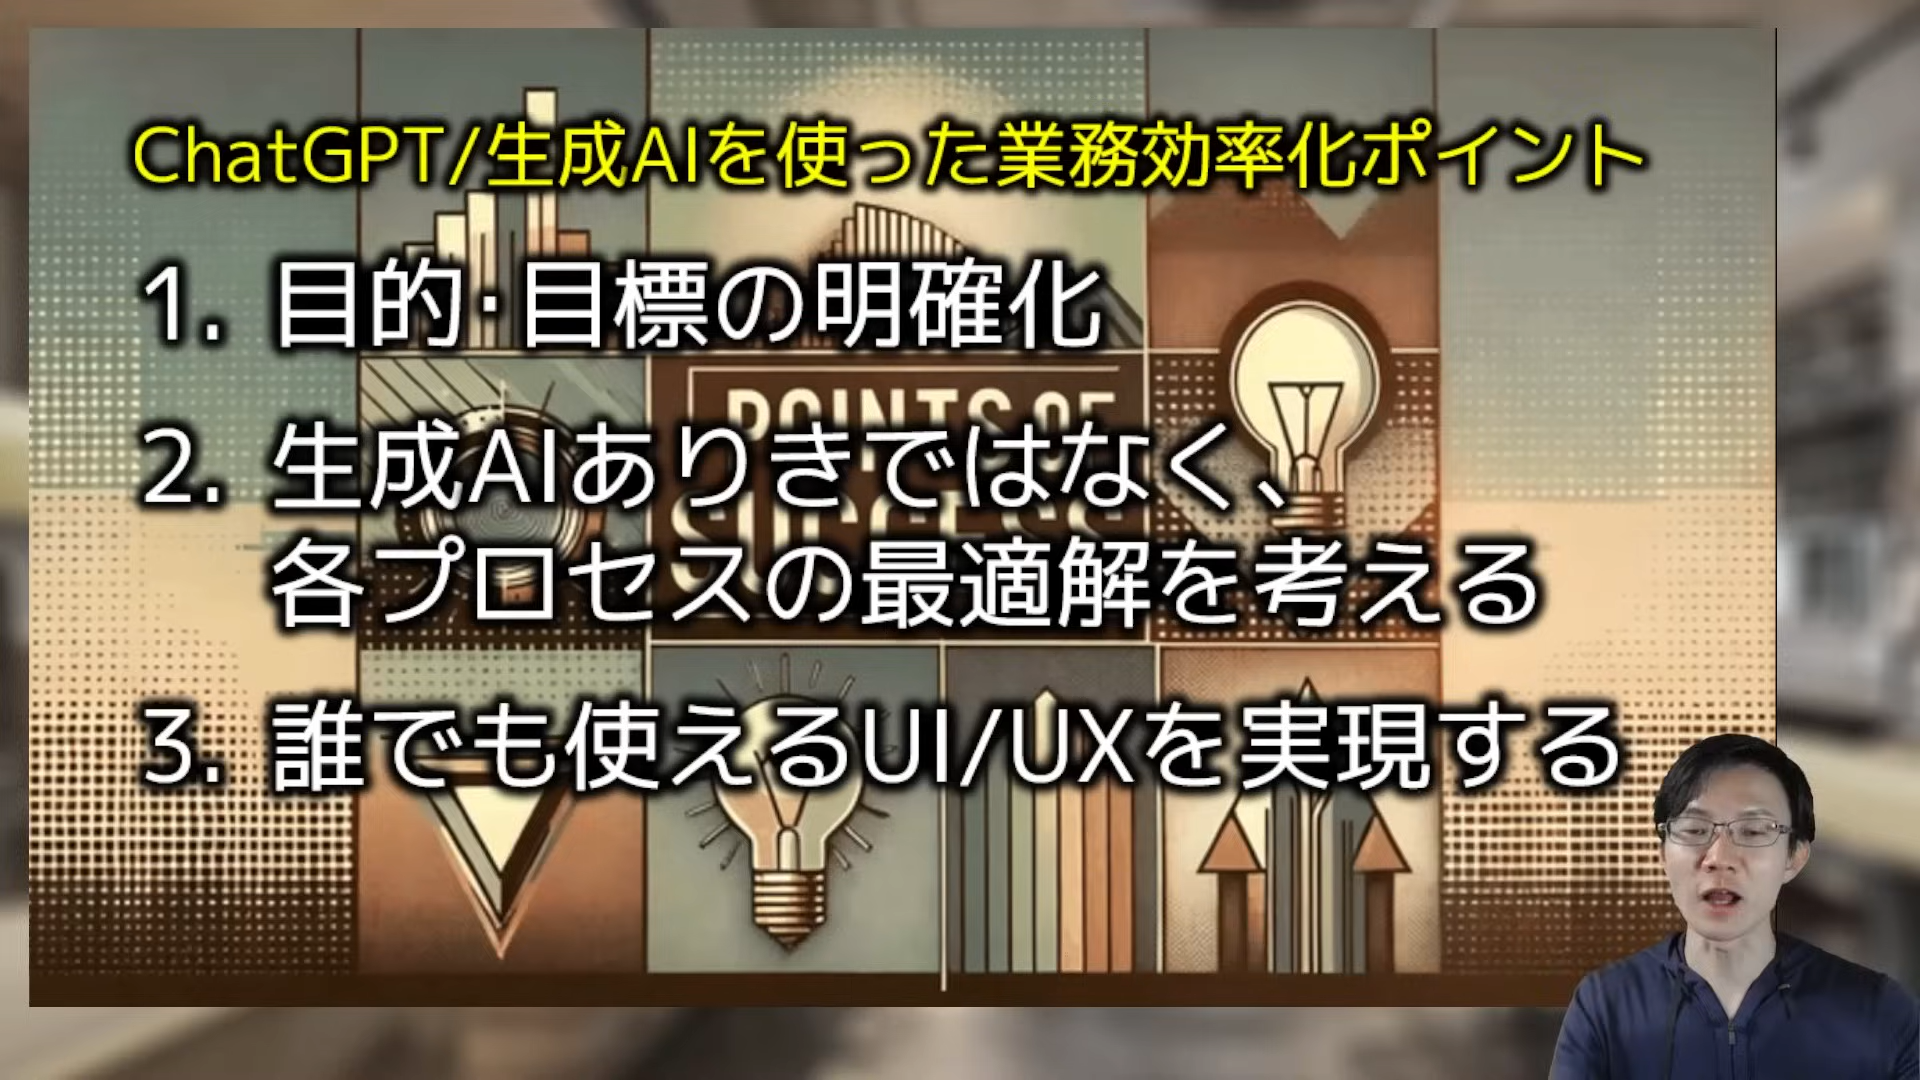 ChatGPT/生成AIを使った業務効率化ポイント
1. 目的・目標の明確化
POINTS OF
2. 生成AIありきではなく、
SUCCESS
各プロセスの最適解を考える
3. 誰でも使えるUI/UXを実現する